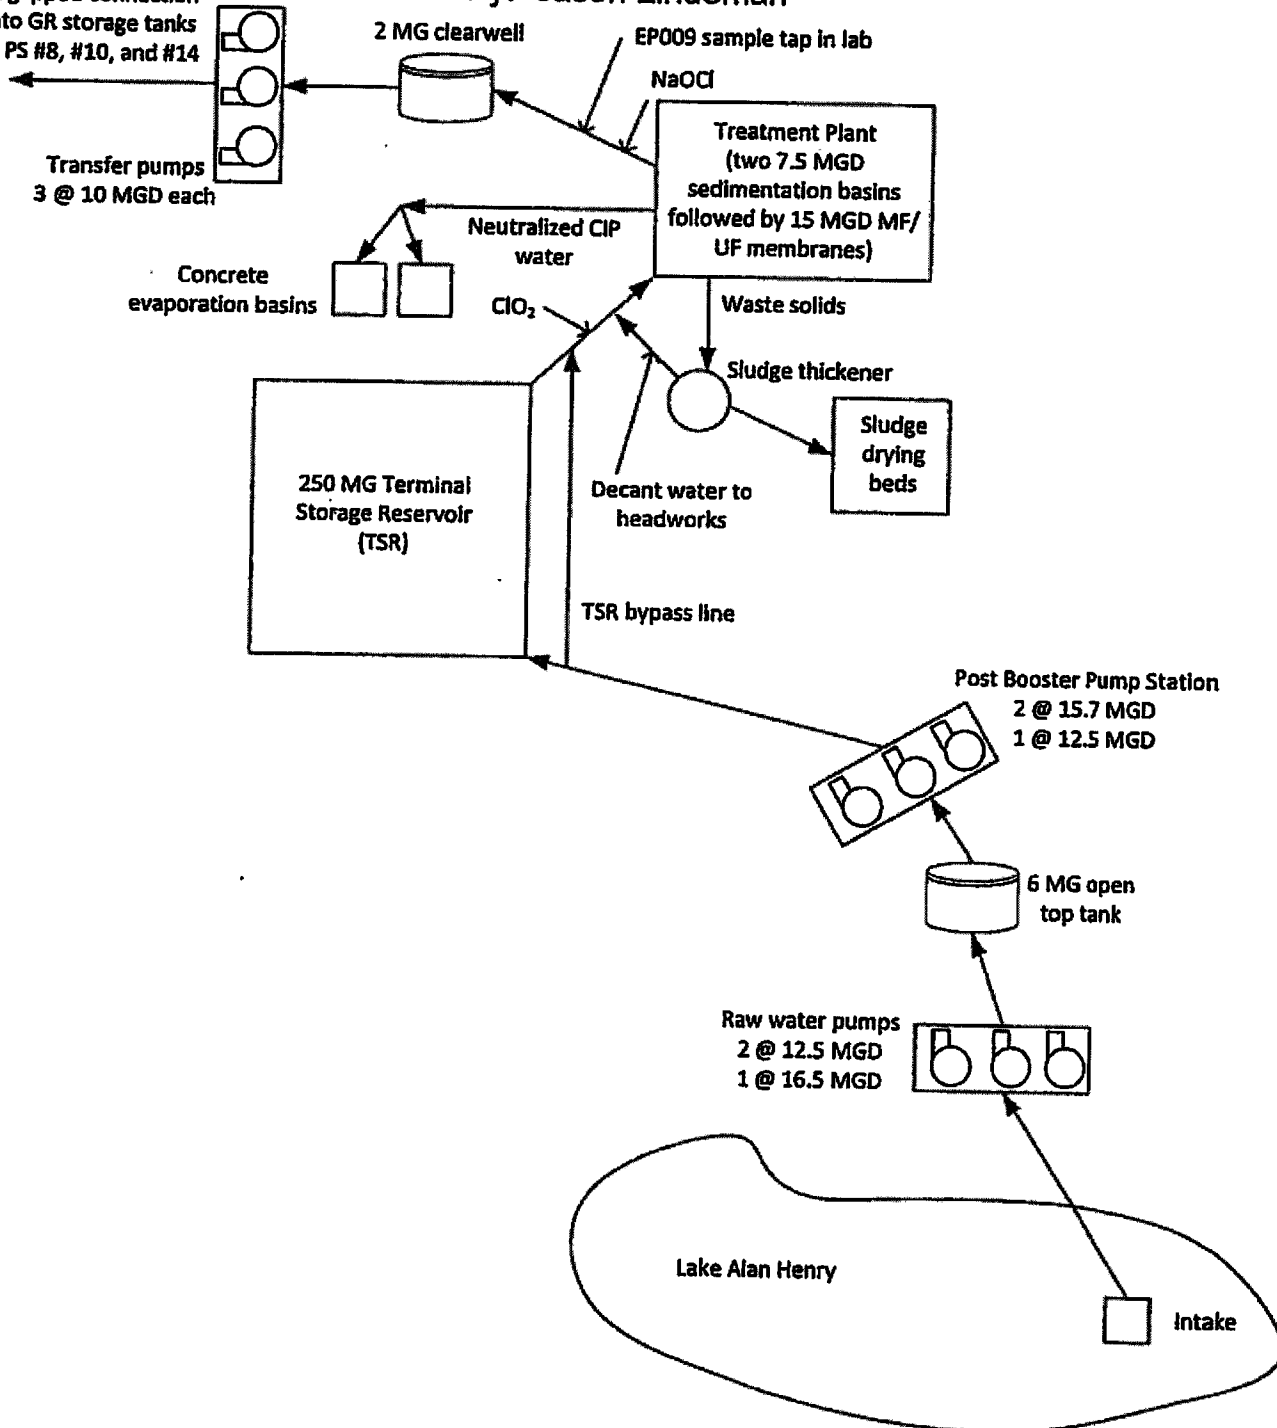 connection
into GR storage tanks
PS #8, #10, and #14
2 MG clearwell
EP009 sample tap in lab
NaOCl
Transfer pumps
3 @ 10 MGD each
Treatment Plant
(two 7.5 MGD
sedimentation basins
followed by 15 MGD MF/
UF membranes)
Neutralized CIP
water
Concrete
evaporation basins
ClO₂
Waste solids
Sludge thickener
Sludge
drying
beds
Decant water to
headworks
250 MG Terminal
Storage Reservoir
(TSR)
TSR bypass line
Post Booster Pump Station
2 @ 15.7 MGD
1 @ 12.5 MGD
6 MG open
top tank
Raw water pumps
2 @ 12.5 MGD
1 @ 16.5 MGD
Lake Alan Henry
Intake